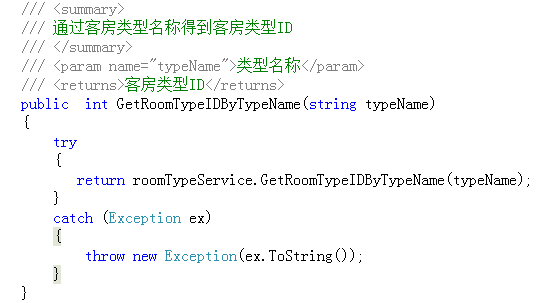 /// <summary>
/// 通过客房类型名称得到客房类型ID
/// </summary>
/// <param name="typeName">类型名称</param>
/// <returns>客房类型ID</returns>
public  int GetRoomTypeIDByTypeName(string typeName)
{
    try
    {
       return roomTypeService.GetRoomTypeIDByTypeName(typeName);
    }
    catch (Exception ex)
    {
        throw new Exception(ex.ToString());
    }
}